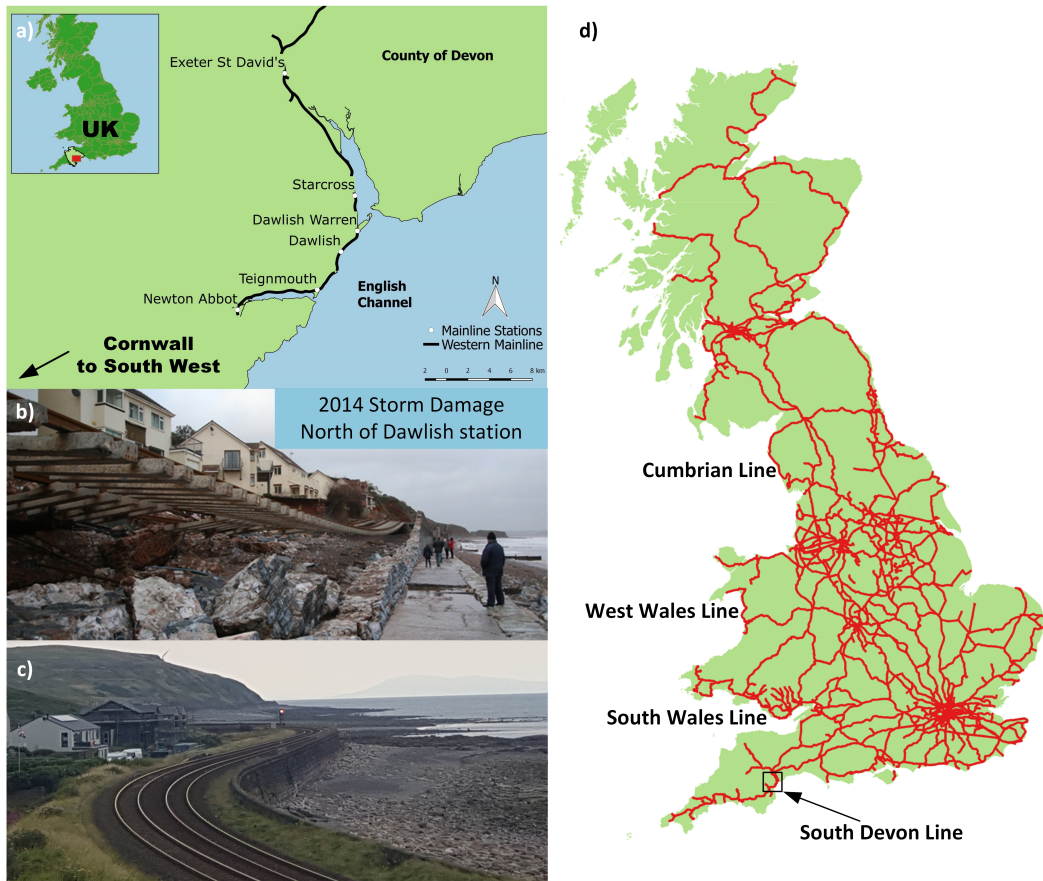 a)
UK
Exeter St David's
County of Devon
Starcross
Dawlish Warren
Dawlish
Teignmouth
Newton Abbot
English
Channel
N
Mainline Stations
Western Mainline
2 0 2 4 6 8 km
Cornwall
to South West
b)
2014 Storm Damage
North of Dawlish station
c)
d)
Cumbrian Line
West Wales Line
South Wales Line
South Devon Line